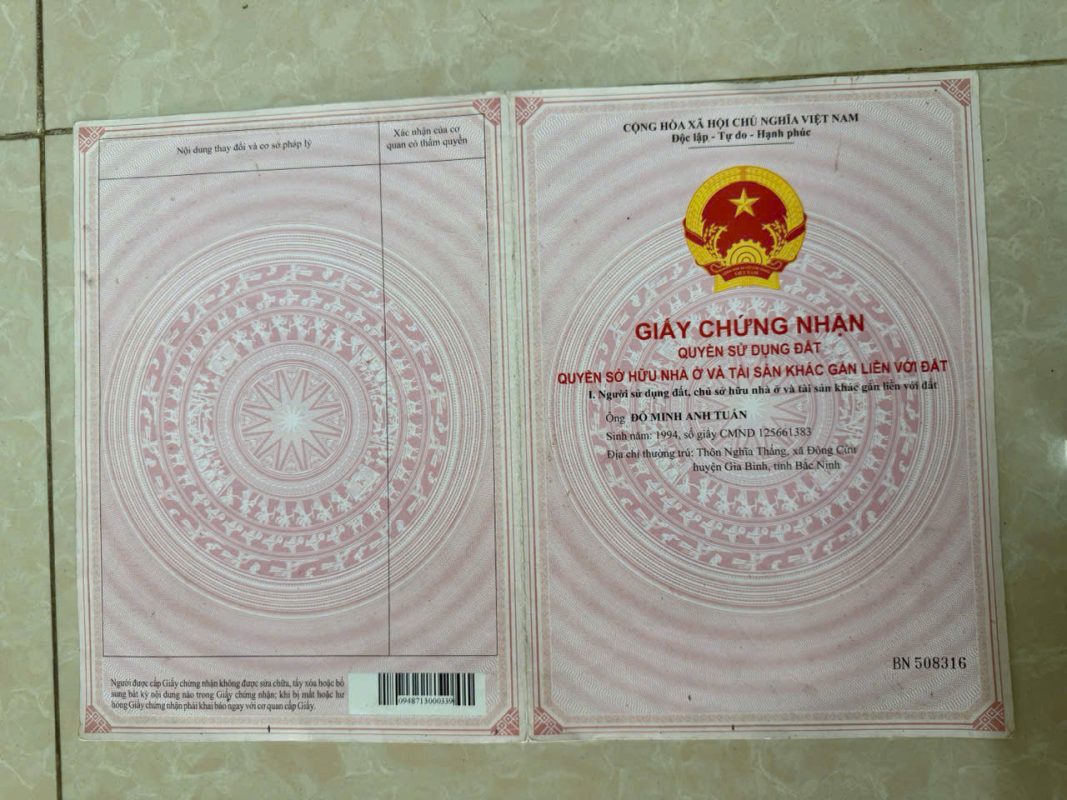 Nội dung thay đổi và cơ sở pháp lý
Xác nhận của cơ
quan có thẩm quyền
Người được cấp Giấy chứng nhận không được sửa chữa, tẩy xóa hoặc bổ
sung bất kỳ nội dung nào trong Giấy chứng nhận; khi bị mất hoặc hư
hỏng Giấy chứng nhận phải khai báo ngay với cơ quan cấp Giấy.
0948713000339
CỘNG HÒA XÃ HỘI CHỦ NGHĨA VIỆT NAM
Độc lập - Tự do - Hạnh phúc
VIỆT NAM
GIẤY CHỨNG NHẬN
QUYỀN SỬ DỤNG ĐẤT
QUYỀN SỞ HỮU NHÀ Ở VÀ TÀI SẢN KHÁC GẮN LIỀN VỚI ĐẤT
I. Người sử dụng đất, chủ sở hữu nhà ở và tài sản khác gắn liền với đất
Ông ĐỖ MINH ANH TUẤN
Sinh năm: 1994, số giấy CMND 125661383
Địa chỉ thường trú: Thôn Nghĩa Thắng, xã Đông Cứu
huyện Gia Bình, tỉnh Bắc Ninh
BN 508316